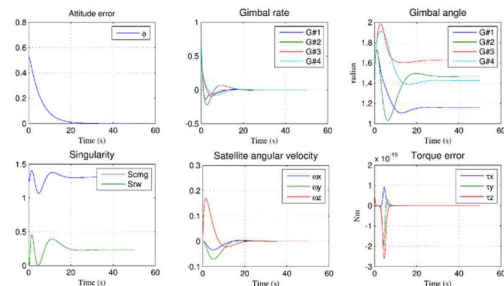 Attitude error
0.8
0.6
0.4
0.2
0
0 20 40 60
Time (s)
ϕ
Gimbal rate
1
0.5
0
-0.5
0 20 40 60
Time (s)
G#1
G#2
G#3
G#4
Gimbal angle
radian
2
1.8
1.6
1.4
1.2
1
0 20 40 60
Time (s)
G#1
G#2
G#3
G#4
Singularity
1.5
1
0.5
0
0 20 40 60
Time (s)
Scmg
Srw
Satellite angular velocity
0.3
0.2
0.1
0
-0.1
0 20 40 60
Time (s)
ωx
ωy
ωz
Torque error
× 10 15
Nm
2
1
0
-1
-2
-3
0 20 40 60
Time (s)
τx
τy
τz